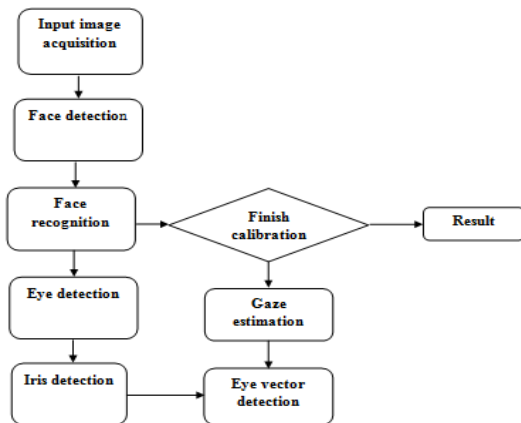 Input image
acquisition
Face detection
Face
recognition
Finish
calibration
Result
Eye detection
Gaze
estimation
Iris detection
Eye vector
detection